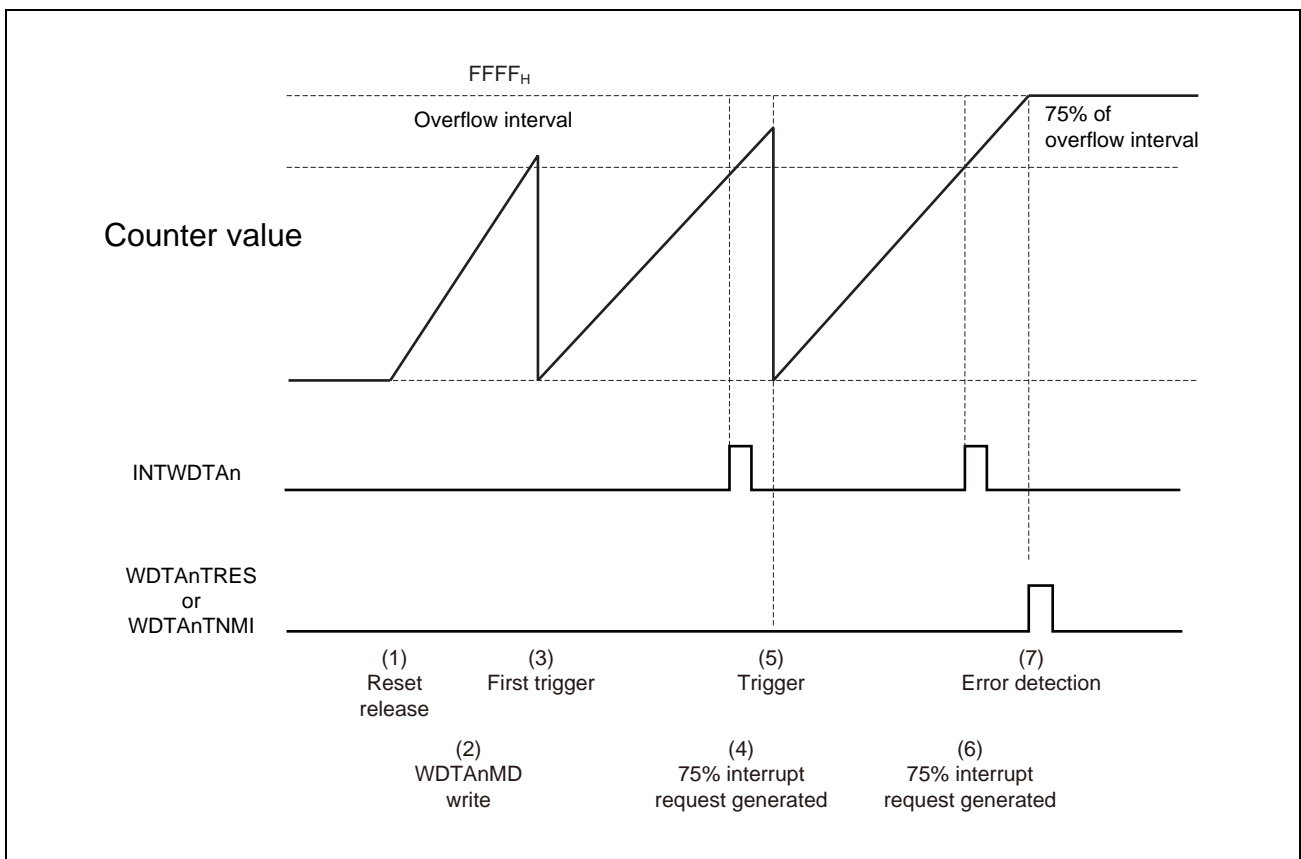 FFFFH
Overflow interval
75% of
overflow interval
Counter value
INTWDTAn
WDTAnTRES
or
WDTAnTNMI
(1)
Reset
release
(3)
First trigger
(5)
Trigger
(7)
Error detection
(2)
WDTAnMD
write
(4)
75% interrupt
request generated
(6)
75% interrupt
request generated